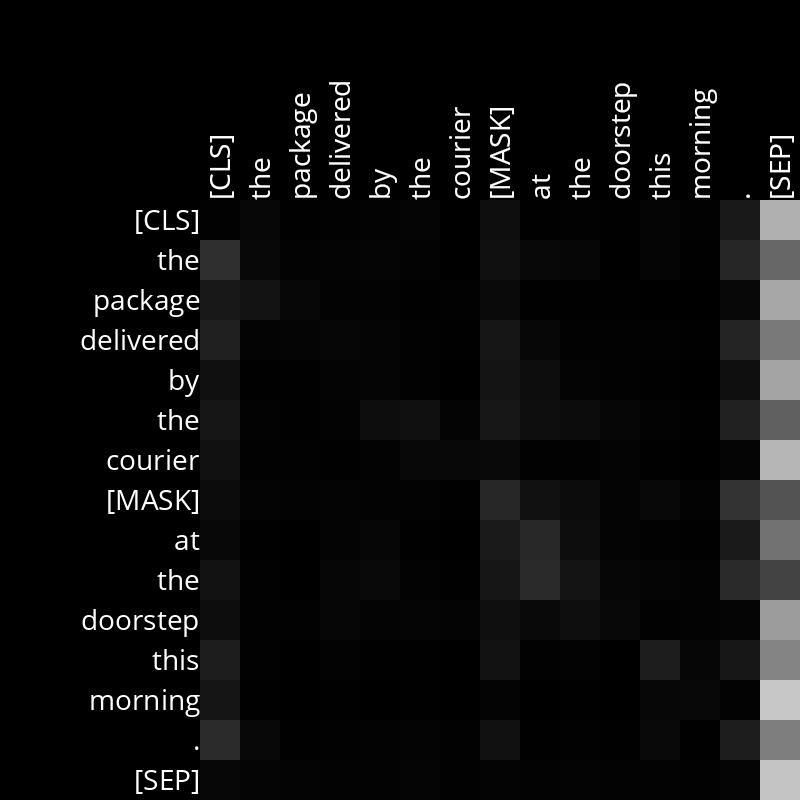 [CLS] the package delivered by the courier [MASK] at the doorstep this morning . [SEP]
[CLS]
the
package
delivered
by
the
courier
[MASK]
at
the
doorstep
this
morning
.
[SEP]